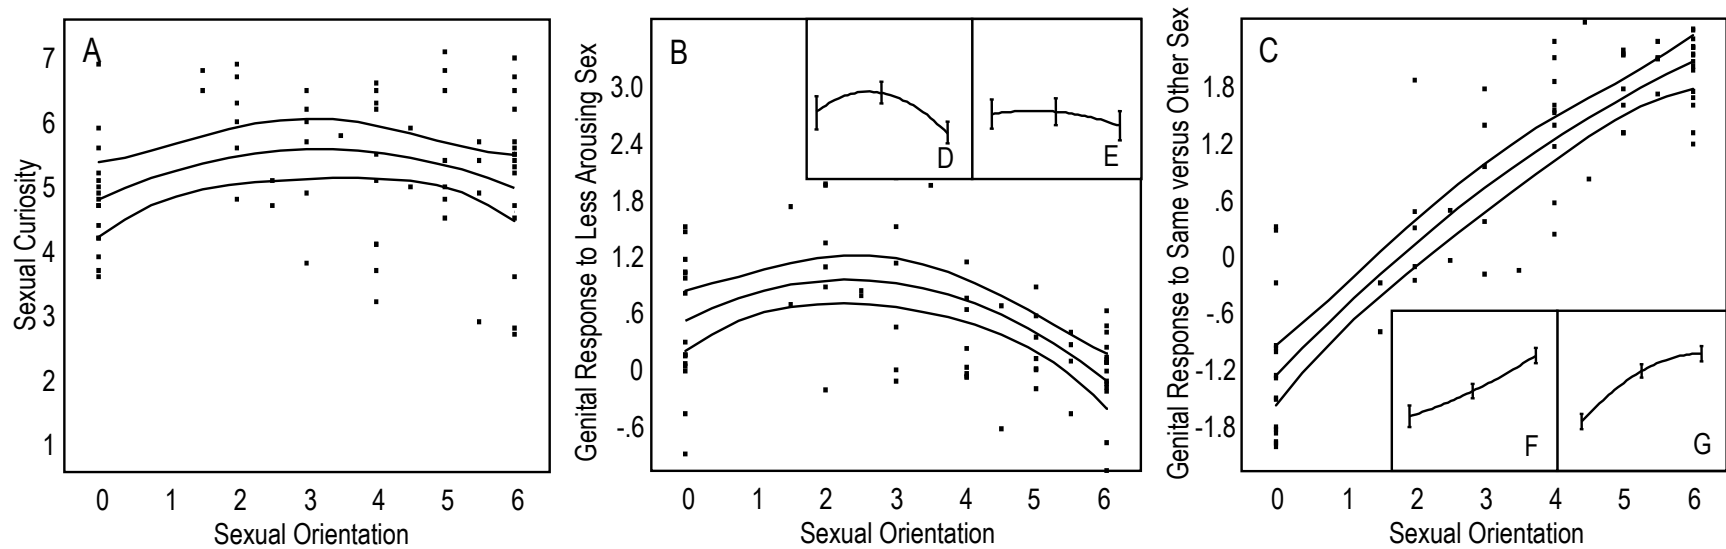 A
7
6
5
4
3
2
1
Sexual Curiosity
0 1 2 3 4 5 6
Sexual Orientation
B
D
E
3.0
2.4
1.8
1.2
.6
0
-.6
Genital Response to Less Arousing Sex
0 1 2 3 4 5 6
Sexual Orientation
C
F
G
1.8
1.2
.6
0
-.6
-1.2
-1.8
Genital Response to Same versus Other Sex
0 1 2 3 4 5 6
Sexual Orientation